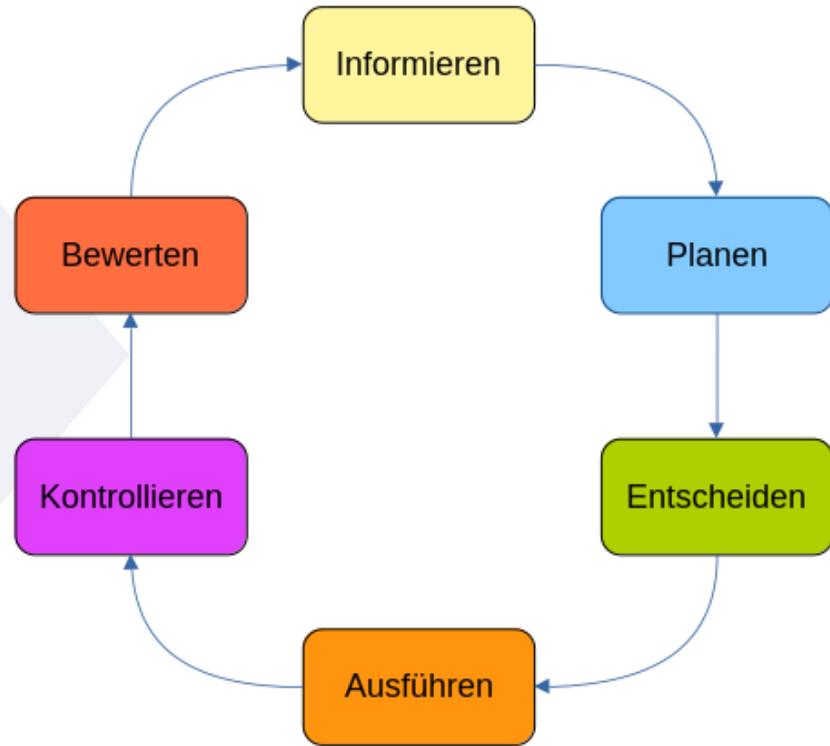 Informieren
Planen
Entscheiden
Ausführen
Kontrollieren
Bewerten